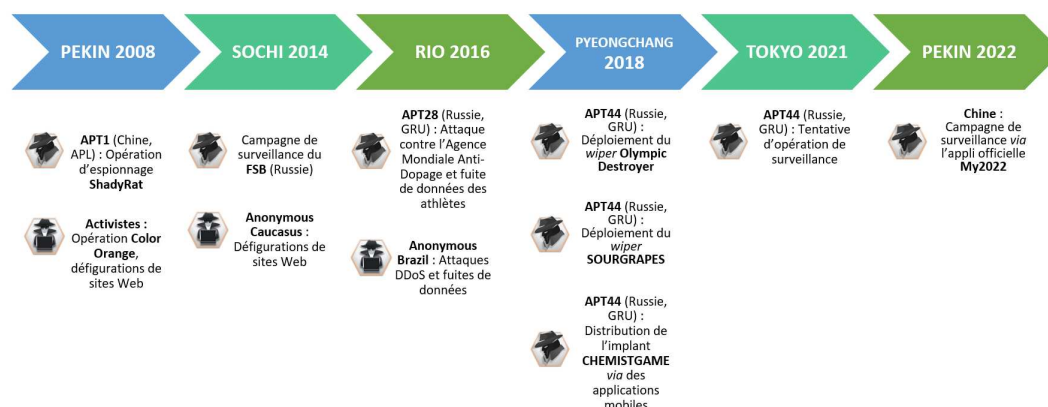 PEKIN 2008
SOCHI 2014
RIO 2016
PYEONGCHANG
2018
TOKYO 2021
PEKIN 2022
APT1 (Chine,
APL) : Opération
d'espionnage
ShadyRat
Activistes :
Opération Color
Orange,
défigurations de
sites Web
Campagne de
surveillance du
FSB (Russie)
Anonymous
Caucasus :
Défigurations de
sites Web
APT28 (Russie,
GRU) : Attaque
contre l'Agence
Mondiale Anti-
Dopage et fuite
de données des
athlètes
Anonymous
Brazil : Attaques
DDoS et fuites de
données
APT44 (Russie,
GRU) :
Déploiement du
wiper Olympic
Destroyer
APT44 (Russie,
GRU) :
Déploiement du
wiper
SOURGRAPES
APT44 (Russie,
GRU) :
Distribution de
l'implant
CHEMISTGAME
via des
applications
mobiles
APT44 (Russie,
GRU) : Tentative
d'opération de
surveillance
Chine :
Campagne de
surveillance via
l'appli officielle
My2022